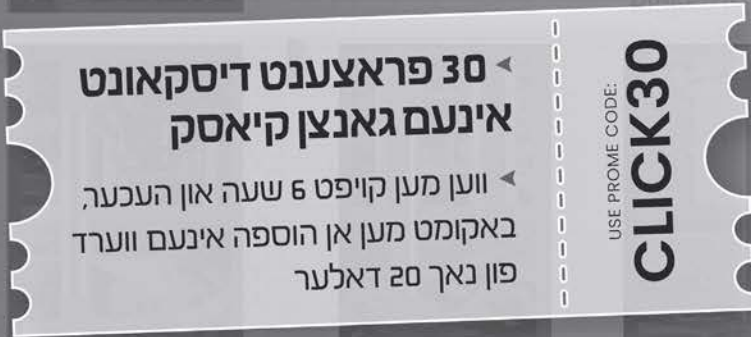 30 פראצענט דיסקאונט
אינעם גאנצן קיאסק
ווען מען קויפט 6 שעה און העכער,
באקומט מען אן הוספה אינעם ווערד
פון נאך 20 דאלער
USE PROME CODE:
CLICK30